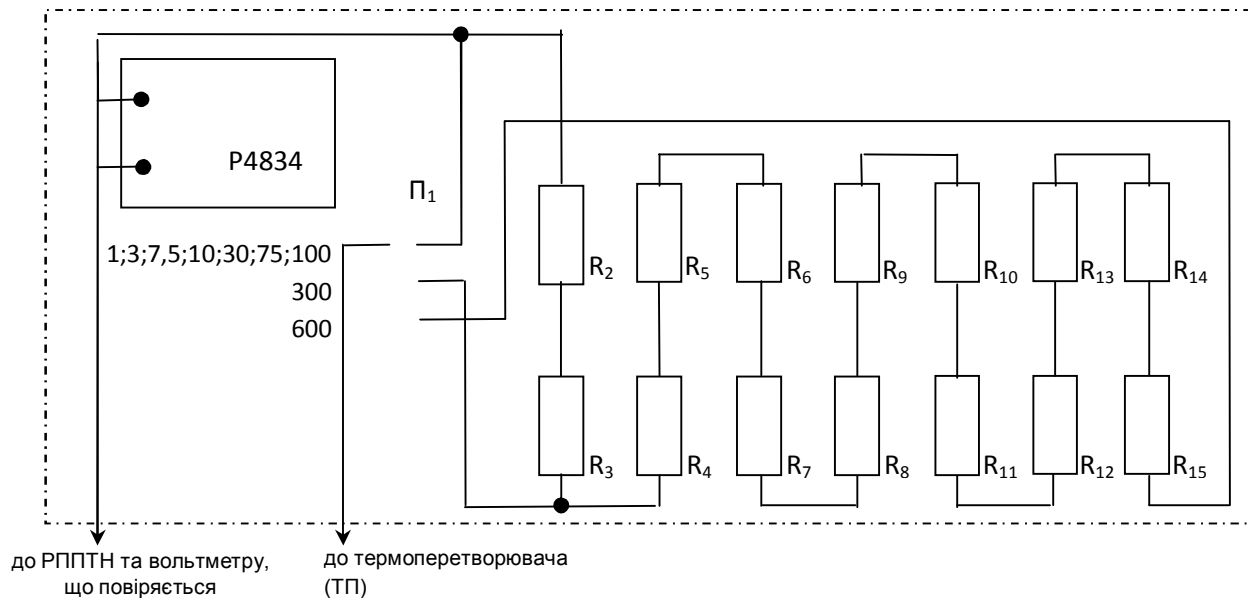 P4834
П₁
1;3;7,5;10;30;75;100
300
600
R₂
R₅
R₆
R₉
R₁₀
R₁₃
R₁₄
R₃
R₄
R₇
R₈
R₁₁
R₁₂
R₁₅
до РППТН та вольтметру,
що повіряється
до термоперетворювача
(ТП)